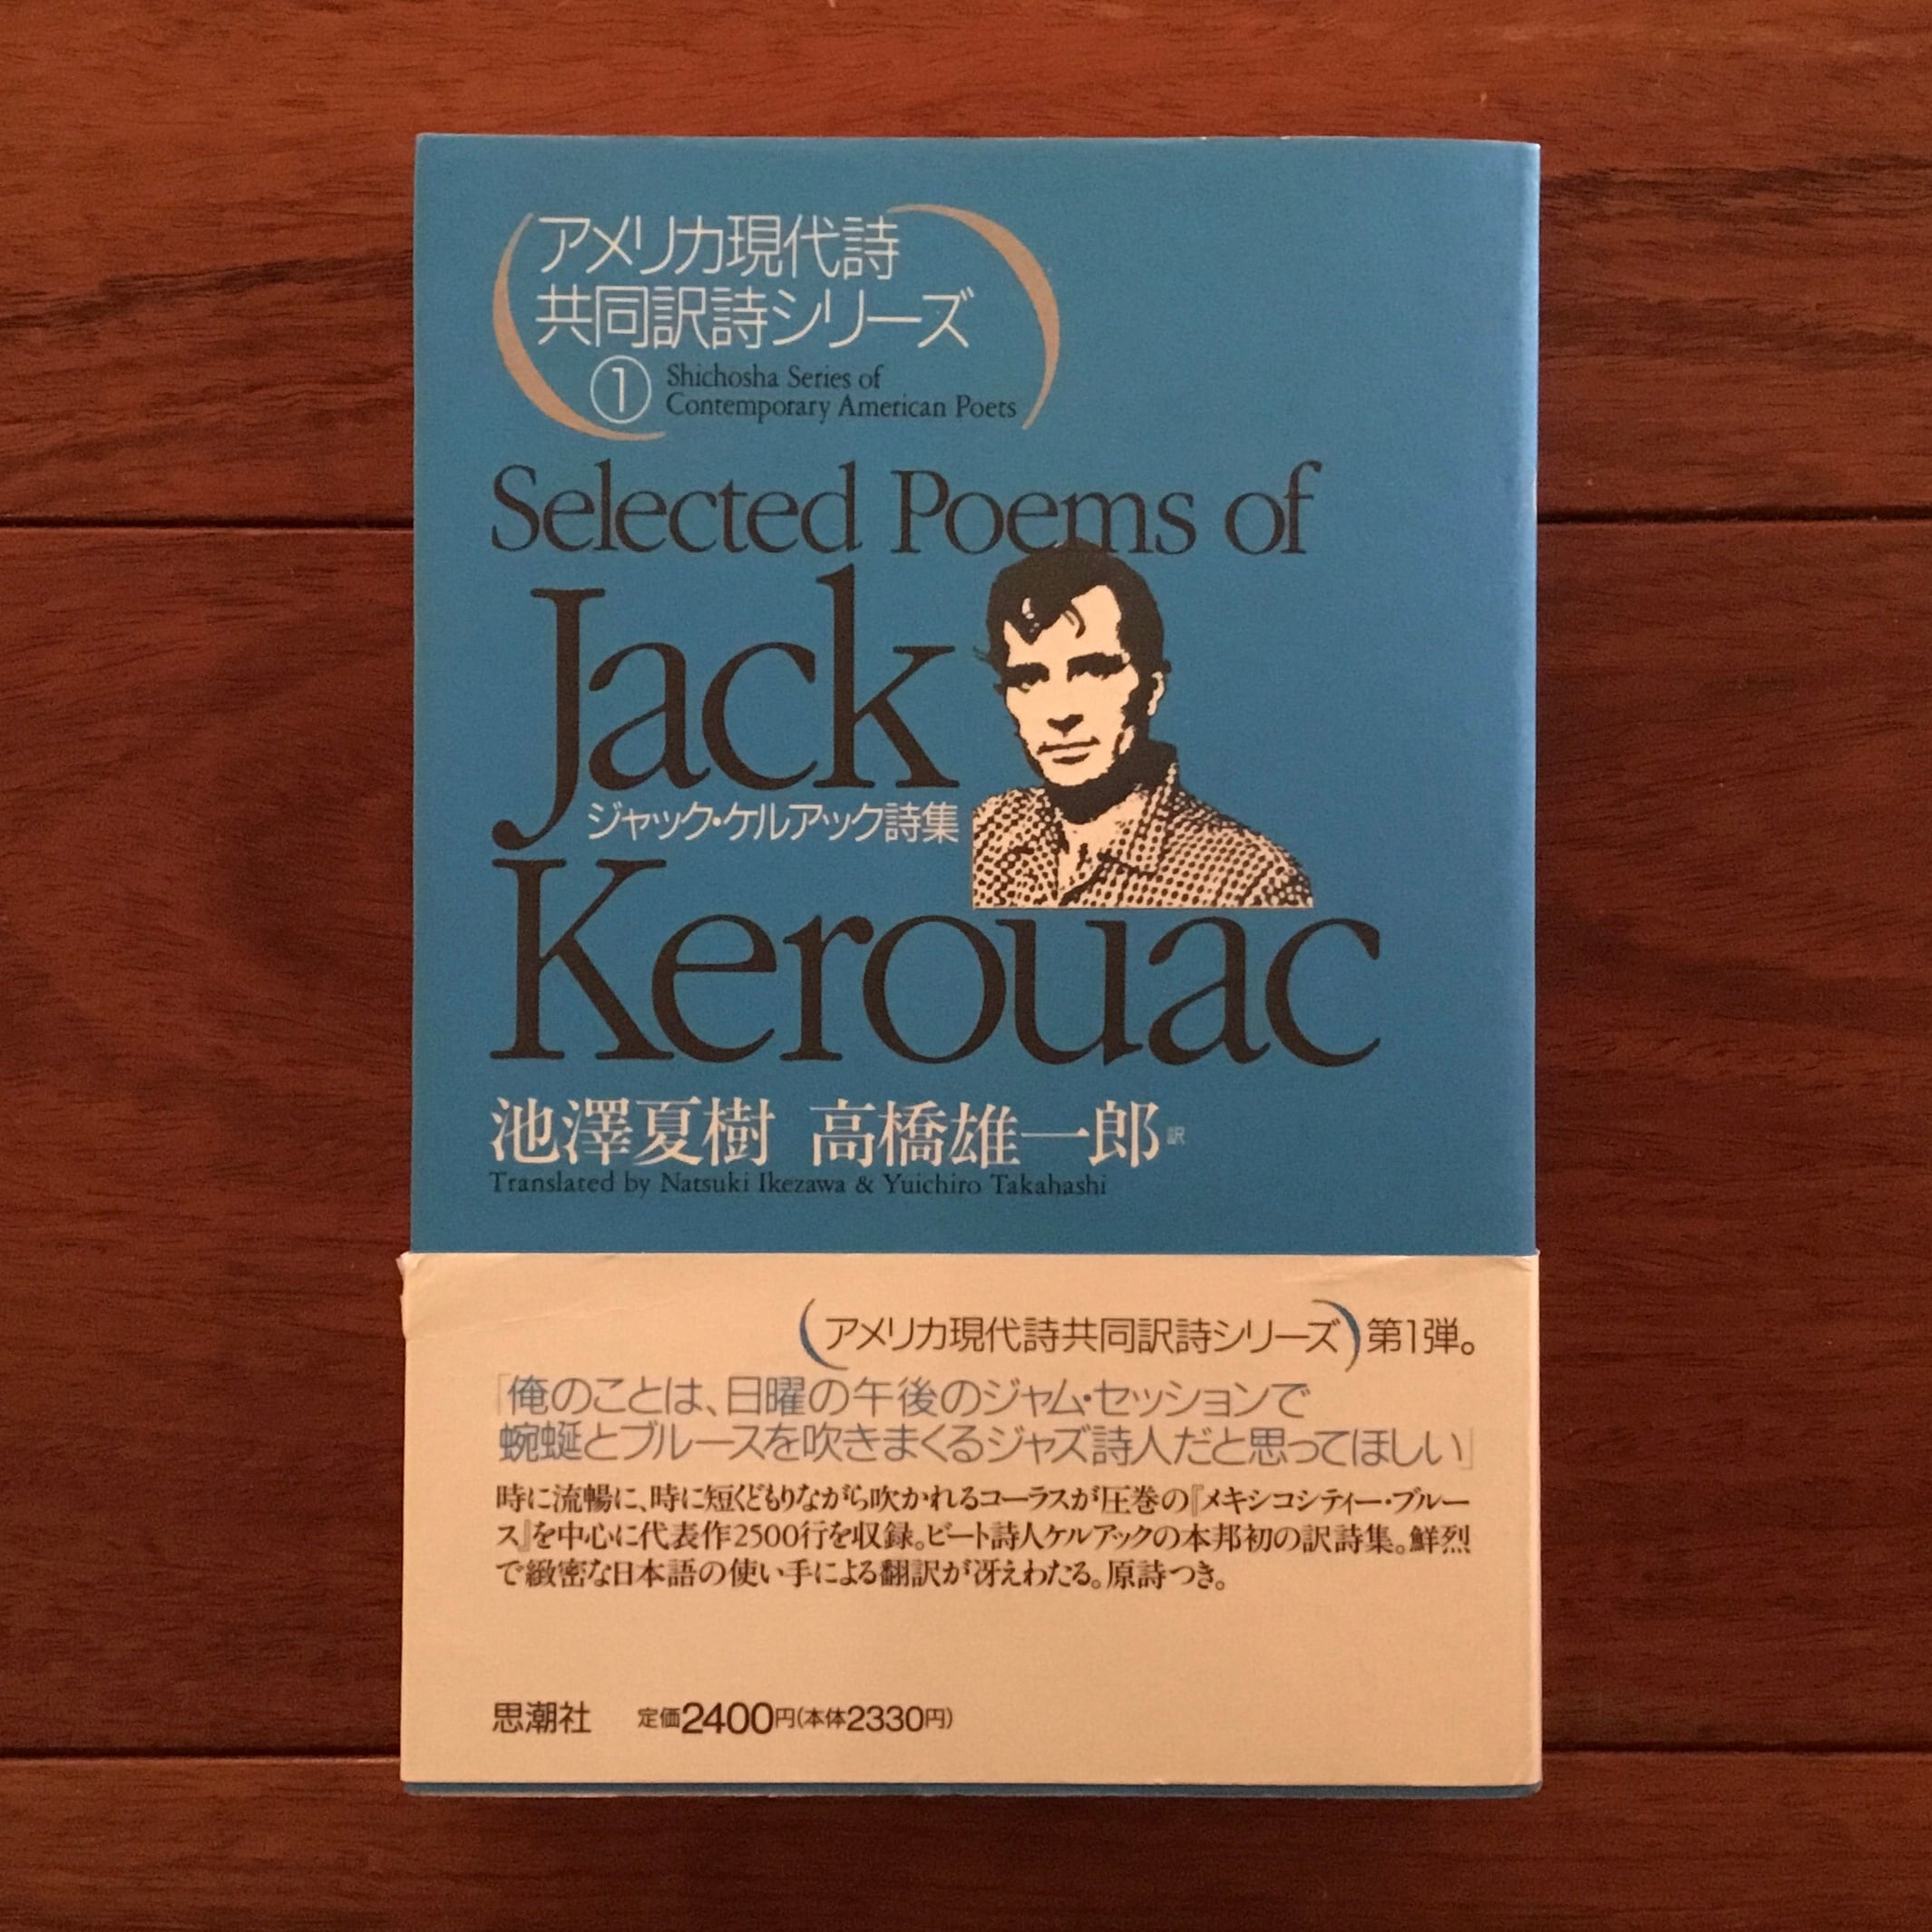 アメリカ現代詩
共同訳詩シリーズ
① Shichosha Series of
Contemporary American Poets
Selected Poems of
Jack
ジャック・ケルアック詩集
Kerouac
池澤夏樹 高橋雄一郎 訳
Translated by Natsuki Ikezawa & Yuichiro Takahashi
(アメリカ現代詩共同訳詩シリーズ)第1弾。
「俺のことは、日曜の午後のジャム・セッションで
蜿蜒とブルースを吹きまくるジャズ詩人だと思ってほしい」
時に流暢に、時に短くどもりながら吹かれるコーラスが圧巻の『メキシコシティー・ブルー
ス』を中心に代表作2500行を収録。ビート詩人ケルアックの本邦初の訳詩集。鮮烈
で緻密な日本語の使い手による翻訳が冴えわたる。原詩つき。
思潮社 定価2400円(本体2330円)